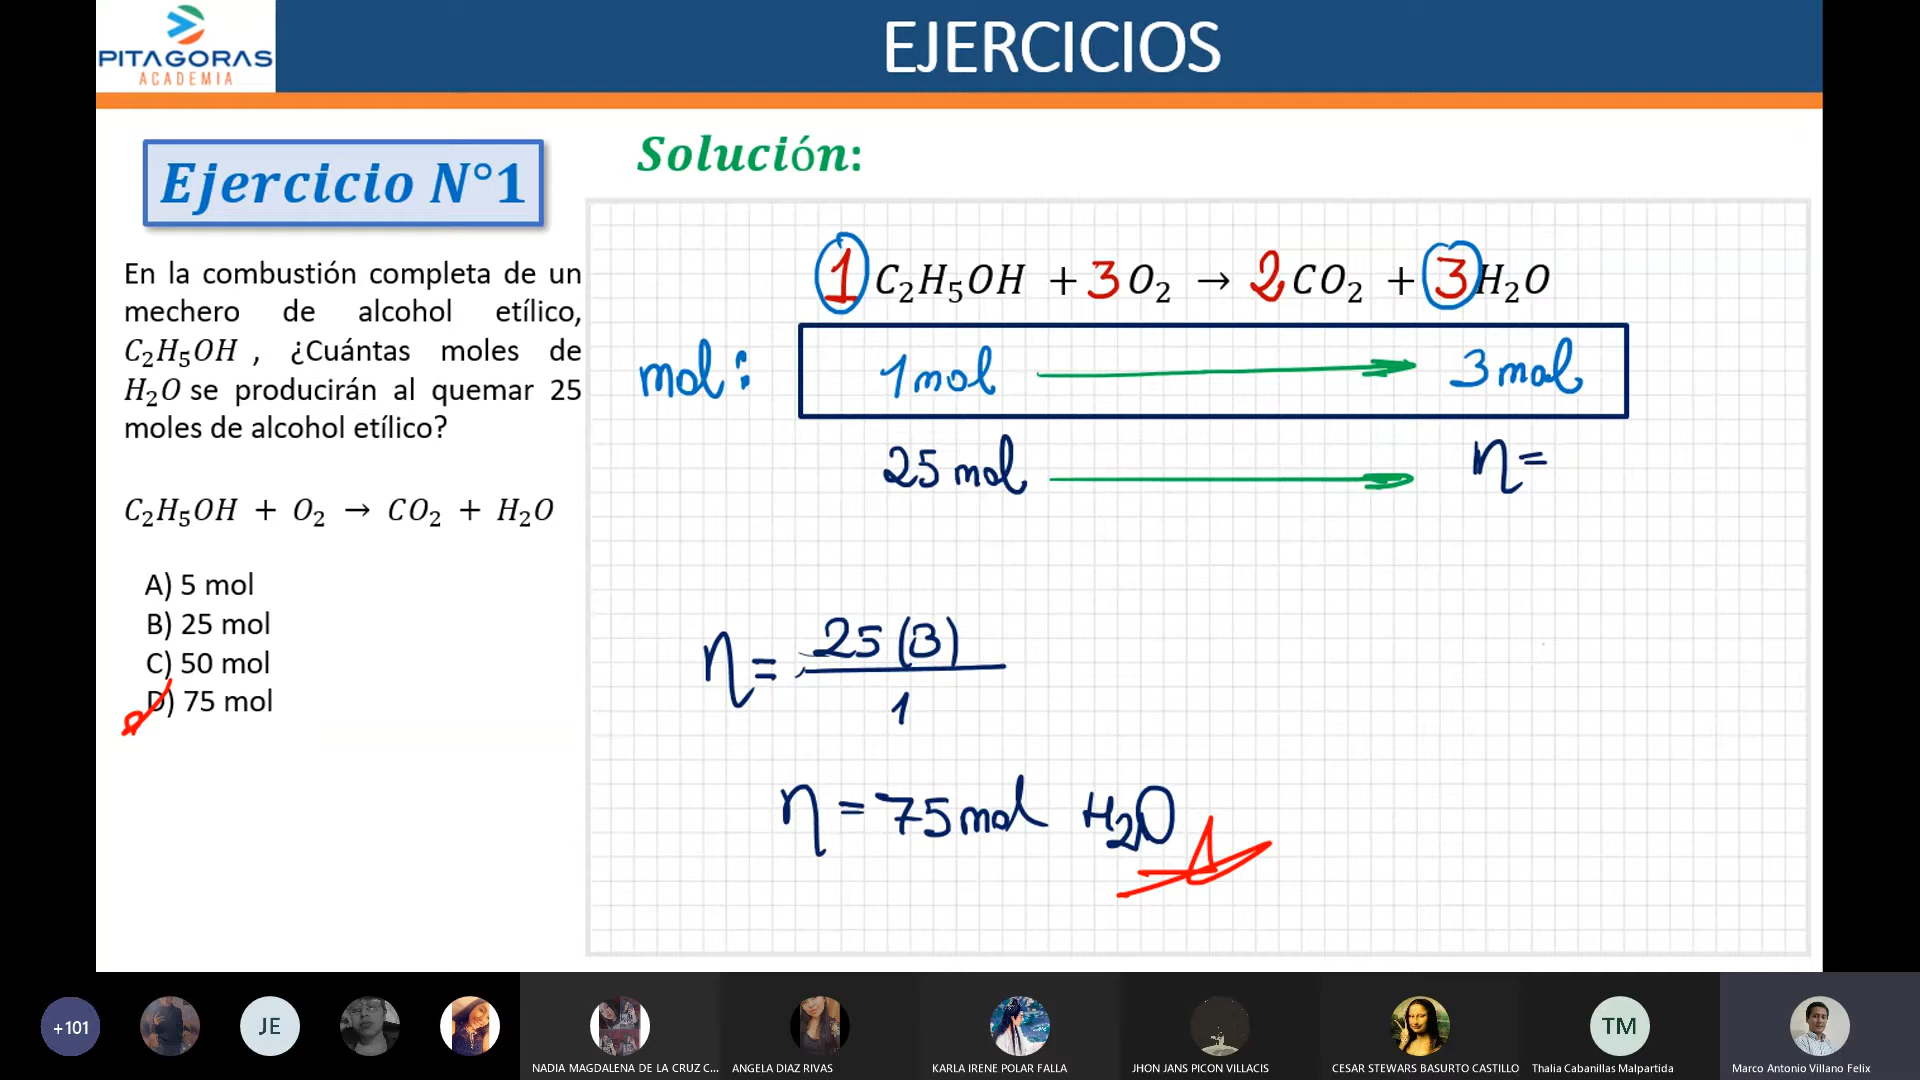 PITAGORAS
ACADEMIA
EJERCICIOS
Ejercicio N°1
En la combustión completa de un
mechero de alcohol etílico,
C₂H₅OH , ¿Cuántas moles de
H₂O se producirán al quemar 25
moles de alcohol etílico?
C₂H₅OH + O₂ → CO₂ + H₂O
A) 5 mol
B) 25 mol
C) 50 mol
D) 75 mol
Solución:
1 C₂H₅OH + 3 O₂ → 2 CO₂ + 3 H₂O
mol: 1 mol → 3 mol
25 mol → η =
η = 25 (3)
1
η = 75 mol H₂O
+101
JE
TM
NADIA MAGDALENA DE LA CRUZ C...
ANGELA DIAZ RIVAS
KARLA IRENE POLAR FALLA
JHON JANS PICON VILLACIS
CESAR STEWARS BASURTO CASTILLO
Thalia Cabanillas Malpartida
Marco Antonio Villano Felix